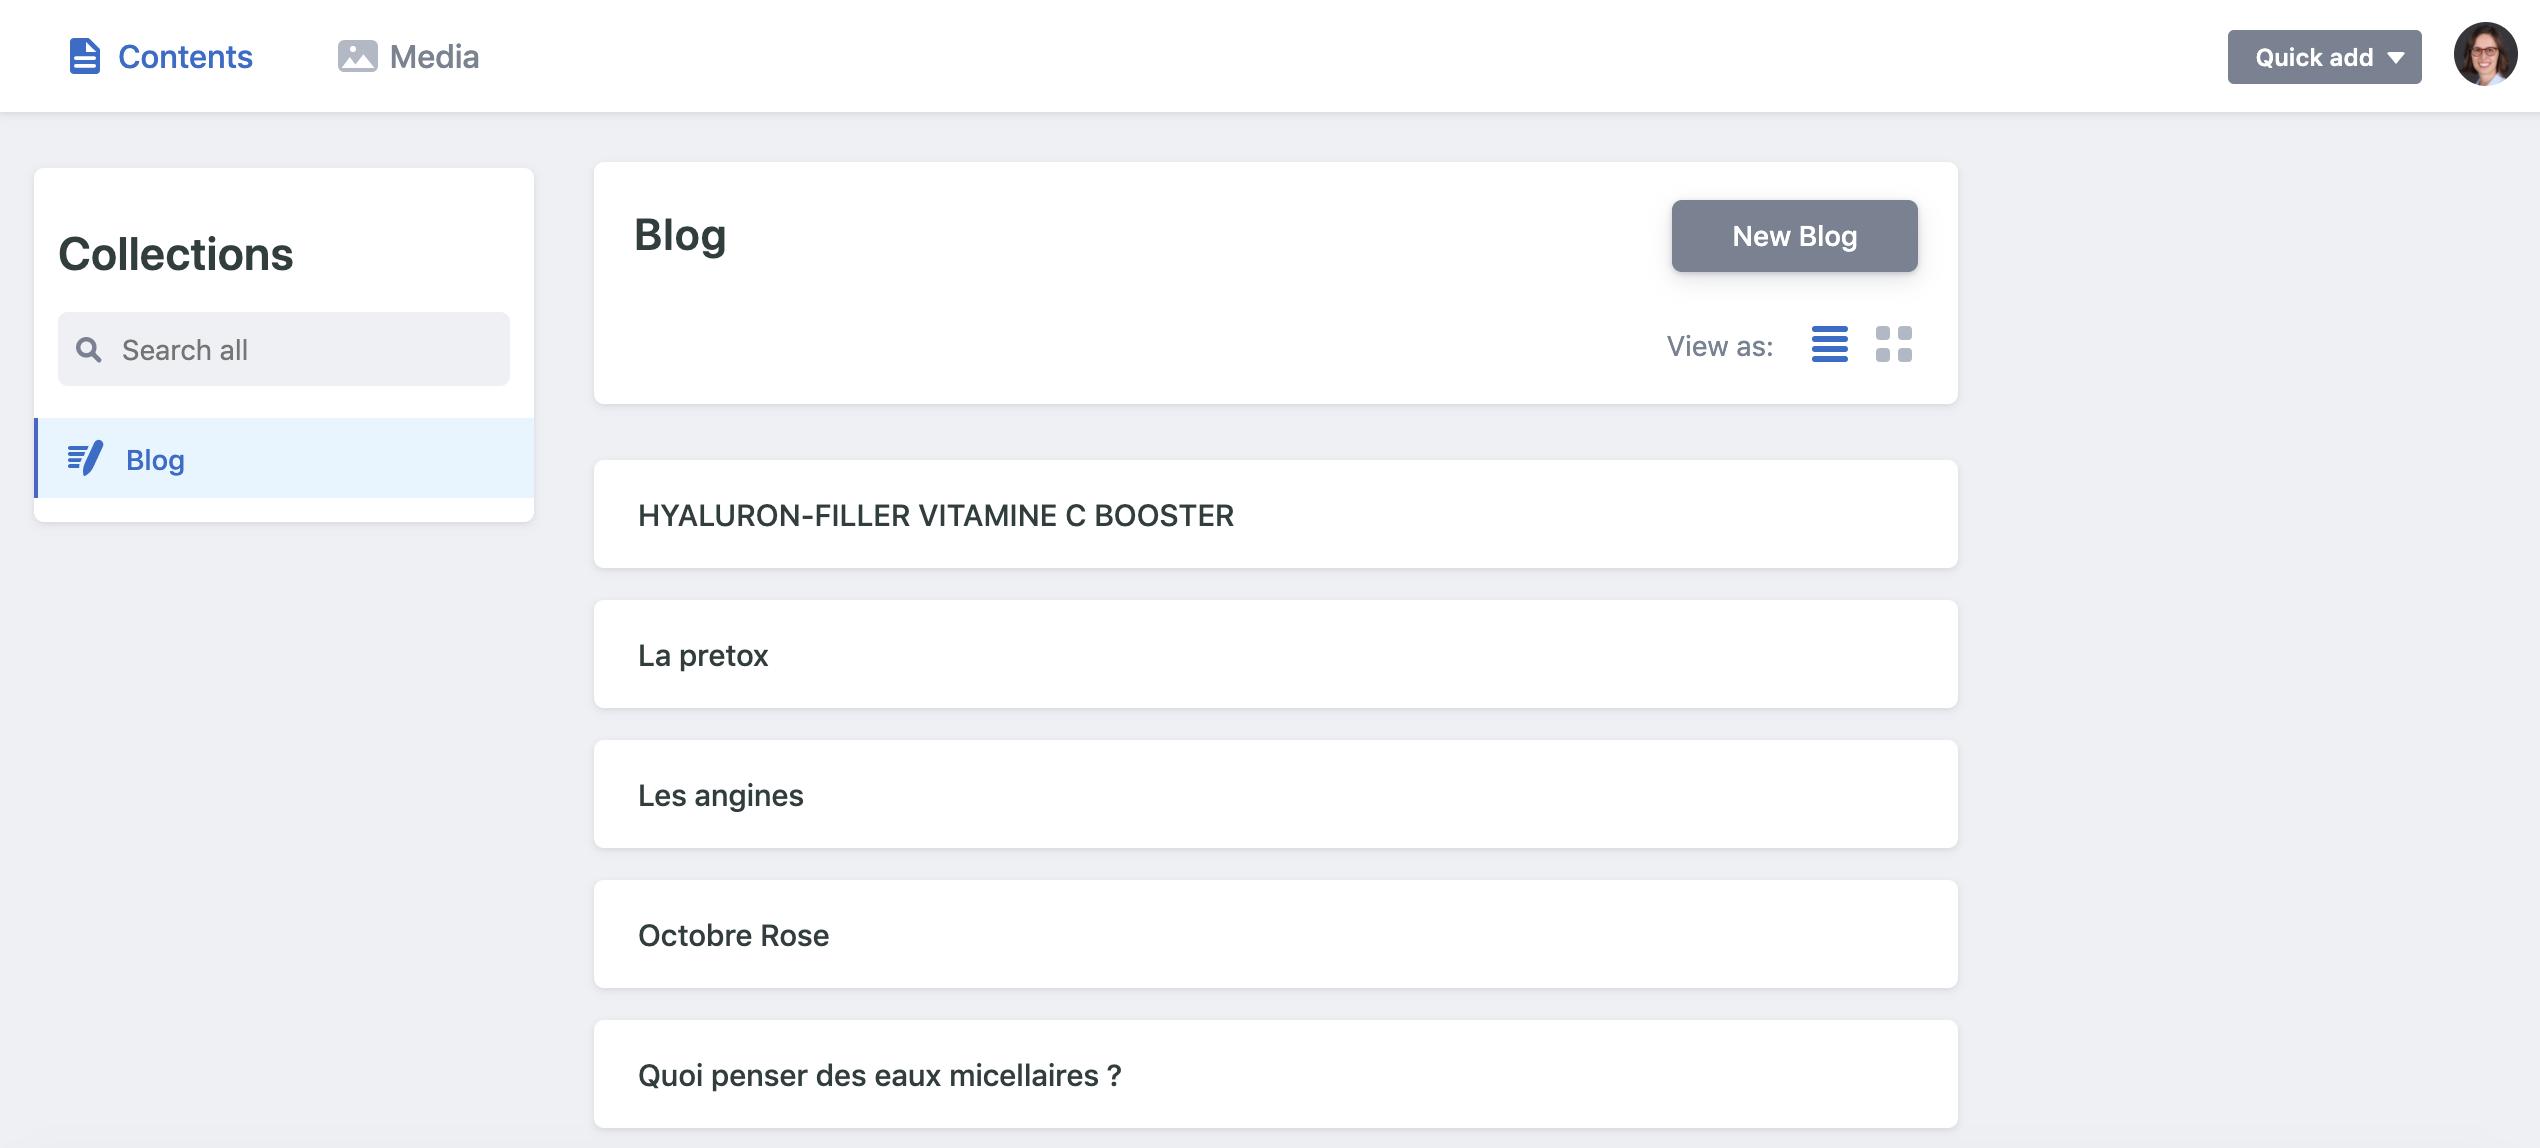 Contents
Media
Quick add
Collections
Search all
Blog
Blog
New Blog
View as:
HYALURON-FILLER VITAMINE C BOOSTER
La pretox
Les angines
Octobre Rose
Quoi penser des eaux micellaires ?